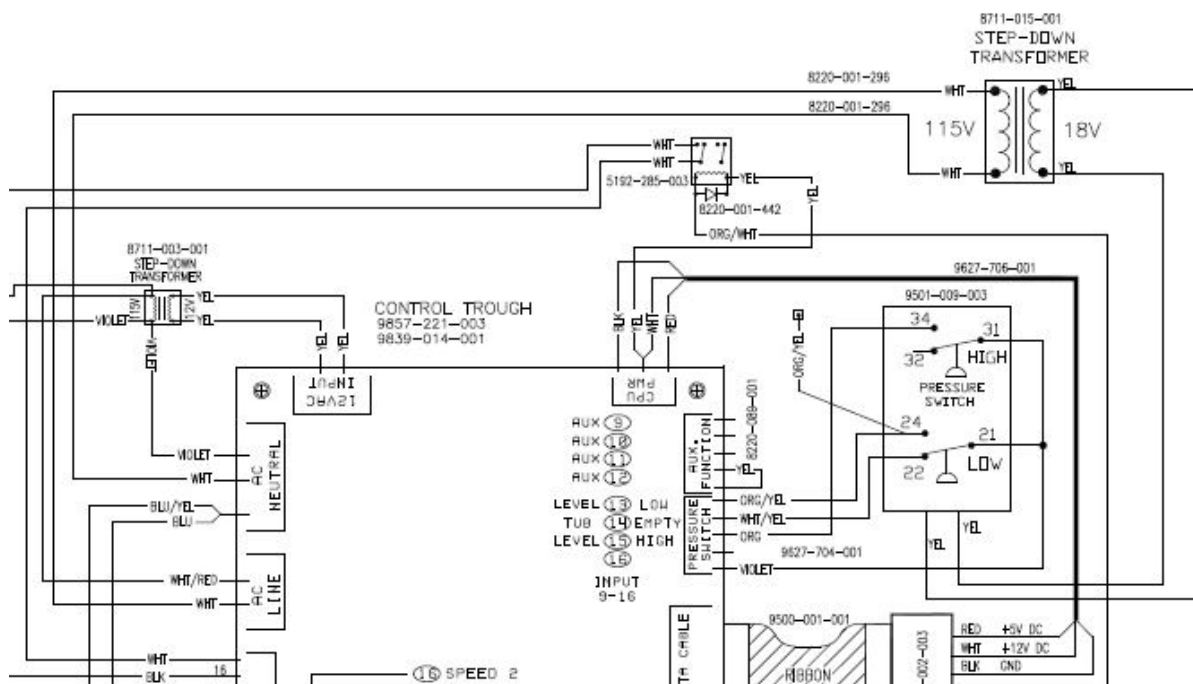 8711-015-001
STEP-DOWN
TRANSFORMER
8220-001-296
WHT
YEL
8220-001-296
115V
18V
WHT
YEL
WHT
WHT
5192-285-003
YEL
YEL
8220-001-442
ORG/WHT
8711-003-001
STEP-DOWN
TRANSFORMER
115V
12V
YEL
YEL
VIOLET
VIOLET
YEL
YEL
CONTROL TROUGH
9857-221-003
9839-014-001
BLK
YEL
WHT
RED
9627-706-001
9501-009-003
34
31
32
HIGH
PRESSURE
SWITCH
24
21
22
LOW
ORG/YEL
12VAC
INPUT
CPU
PWR
8220-089-001
AUX 9
AUX 10
AUX 11
AUX 12
AUX.
FUNCTION
YEL
LEVEL 13 LOW
TUB 14 EMPTY
LEVEL 15 HIGH
16
INPUT
9-16
PRESSURE
SWITCH
ORG/YEL
WHT/YEL
ORG
VIOLET
9627-704-001
YEL
YEL
VIOLET
WHT
AC
NEUTRAL
BLU/YEL
BLU
WHT/RED
WHT
AC
LINE
WHT
BLK
16
16 SPEED 2
TA CABLE
9500-001-001
RIBBON
-002-003
RED +5V DC
WHT +12V DC
BLK GND